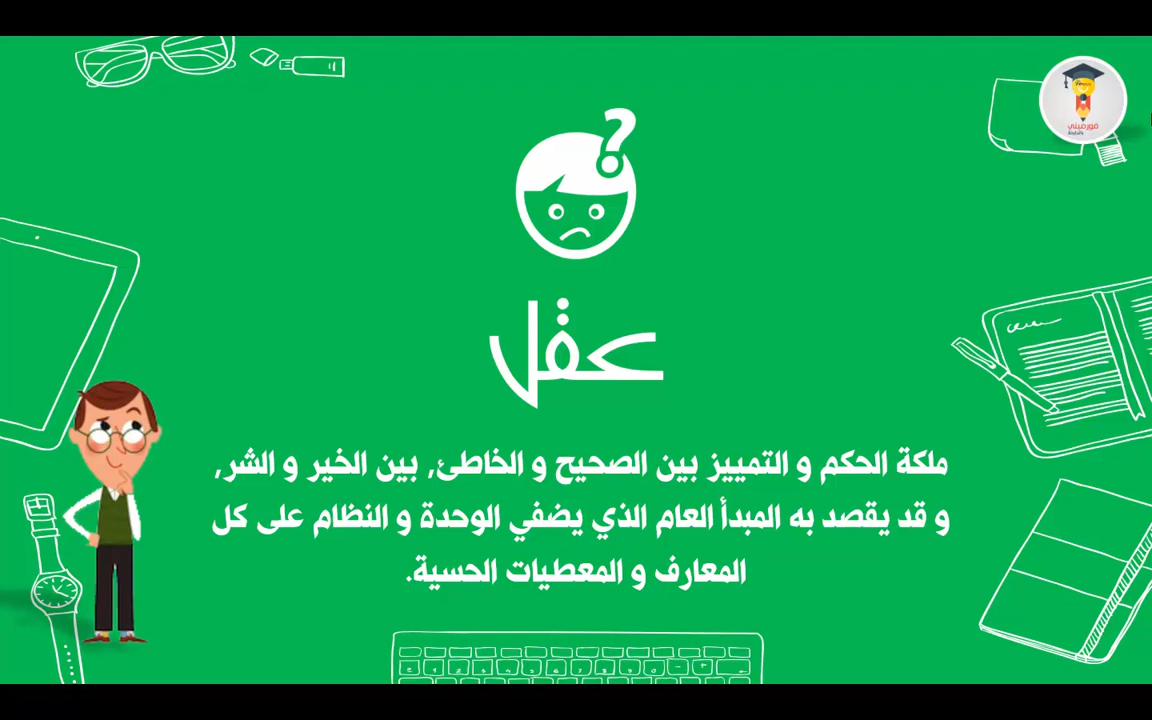 عقل
ملكة الحكم و التمييز بين الصحيح و الخاطئ, بين الخير و الشر,
و قد يقصد به المبدأ العام الذي يضفي الوحدة و النظام على كل
المعارف و المعطيات الحسية.